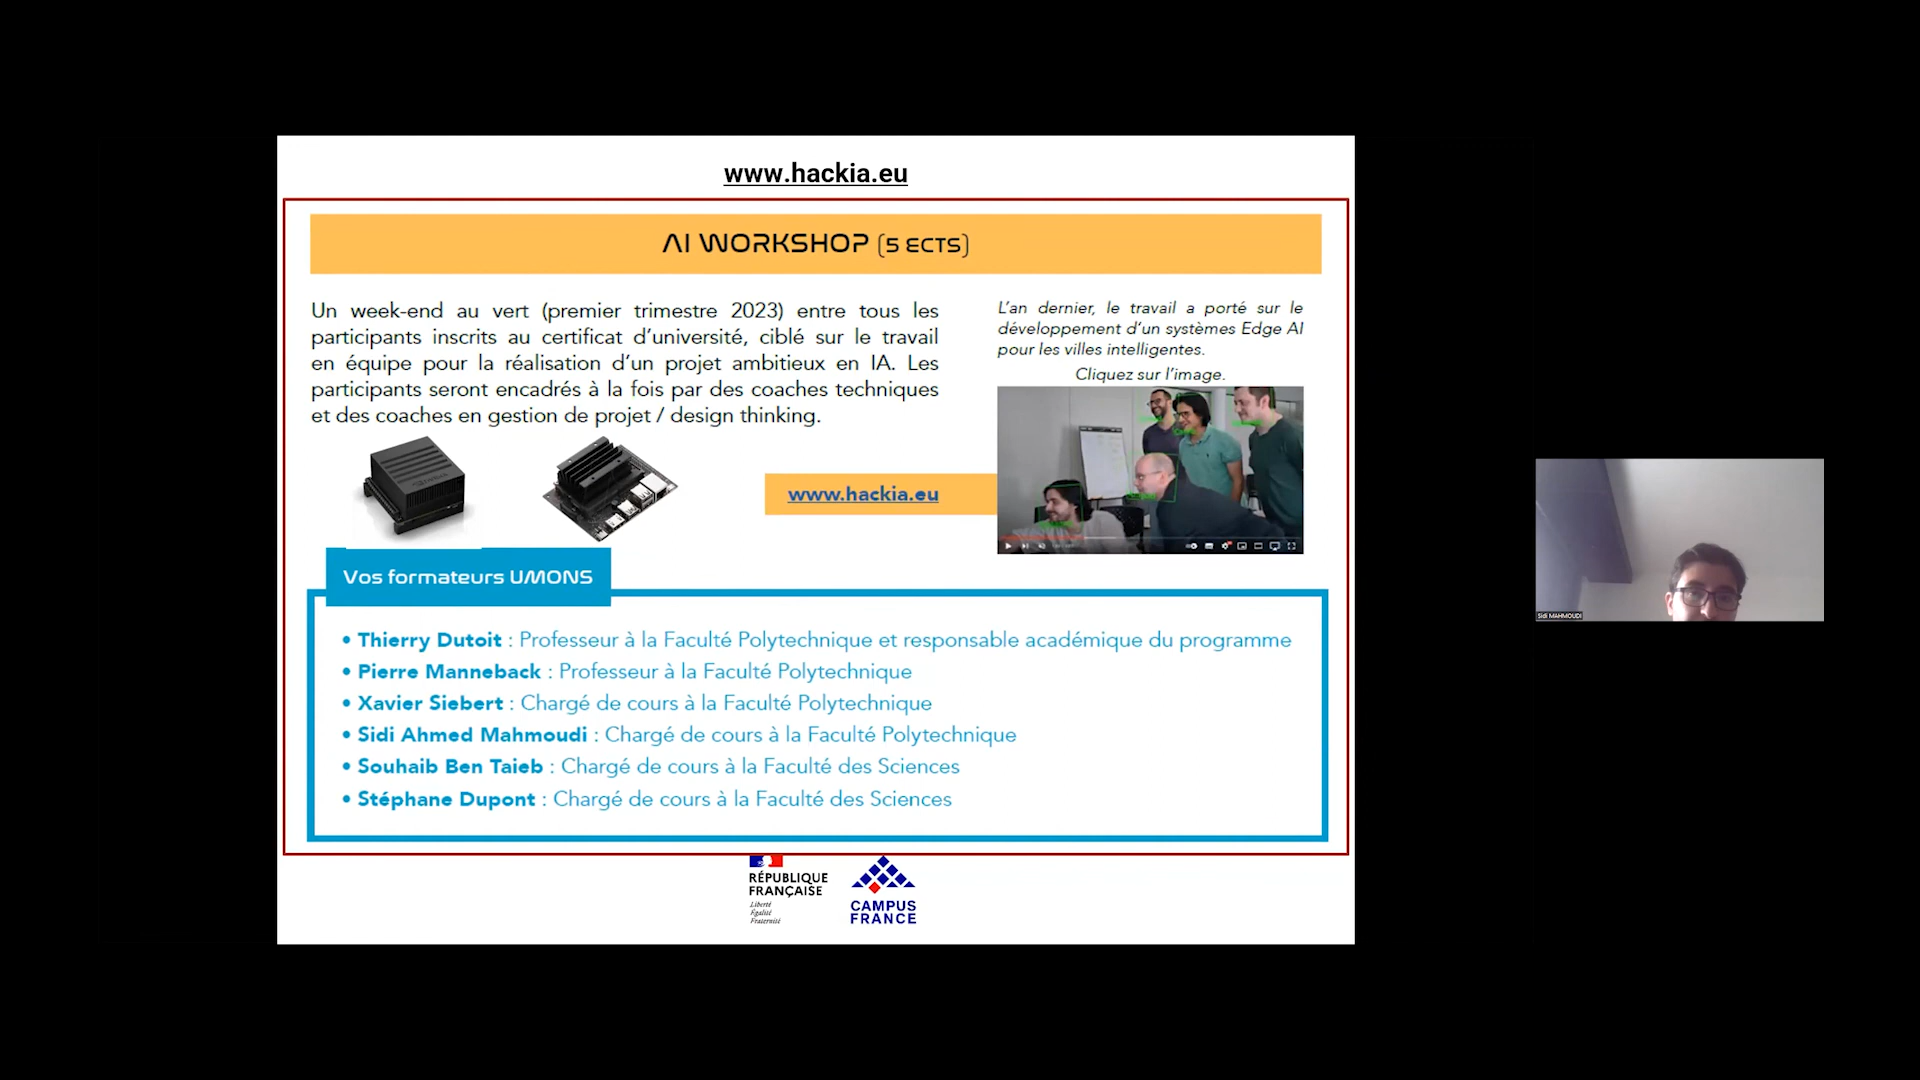 www.hackia.eu
AI WORKSHOP (5 ECTS)
Un week-end au vert (premier trimestre 2023) entre tous les
participants inscrits au certificat d'université, ciblé sur le travail
en équipe pour la réalisation d'un projet ambitieux en IA. Les
participants seront encadrés à la fois par des coaches techniques
et des coaches en gestion de projet / design thinking.
L'an dernier, le travail a porté sur le
développement d'un systèmes Edge AI
pour les villes intelligentes.
Cliquez sur l'image.
www.hackia.eu
Vos formateurs UMONS
• Thierry Dutoit : Professeur à la Faculté Polytechnique et responsable académique du programme
• Pierre Manneback : Professeur à la Faculté Polytechnique
• Xavier Siebert : Chargé de cours à la Faculté Polytechnique
• Sidi Ahmed Mahmoudi : Chargé de cours à la Faculté Polytechnique
• Souhaib Ben Taieb : Chargé de cours à la Faculté des Sciences
• Stéphane Dupont : Chargé de cours à la Faculté des Sciences
RÉPUBLIQUE
FRANÇAISE
Liberté
Égalité
Fraternité
CAMPUS
FRANCE
Sidi MAHMOUDI